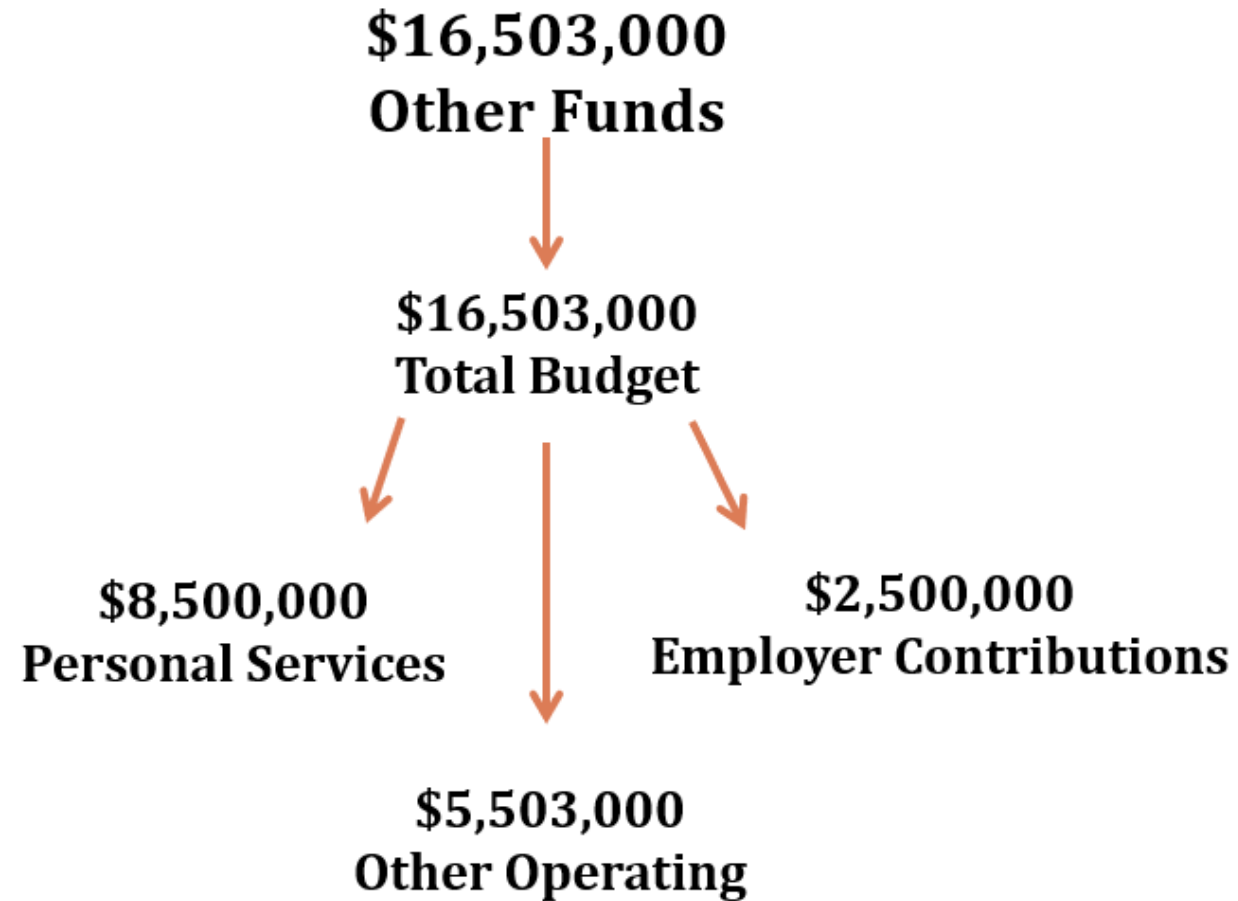 $16,503,000
Other Funds
$16,503,000
Total Budget
$8,500,000
Personal Services
$2,500,000
Employer Contributions
$5,503,000
Other Operating